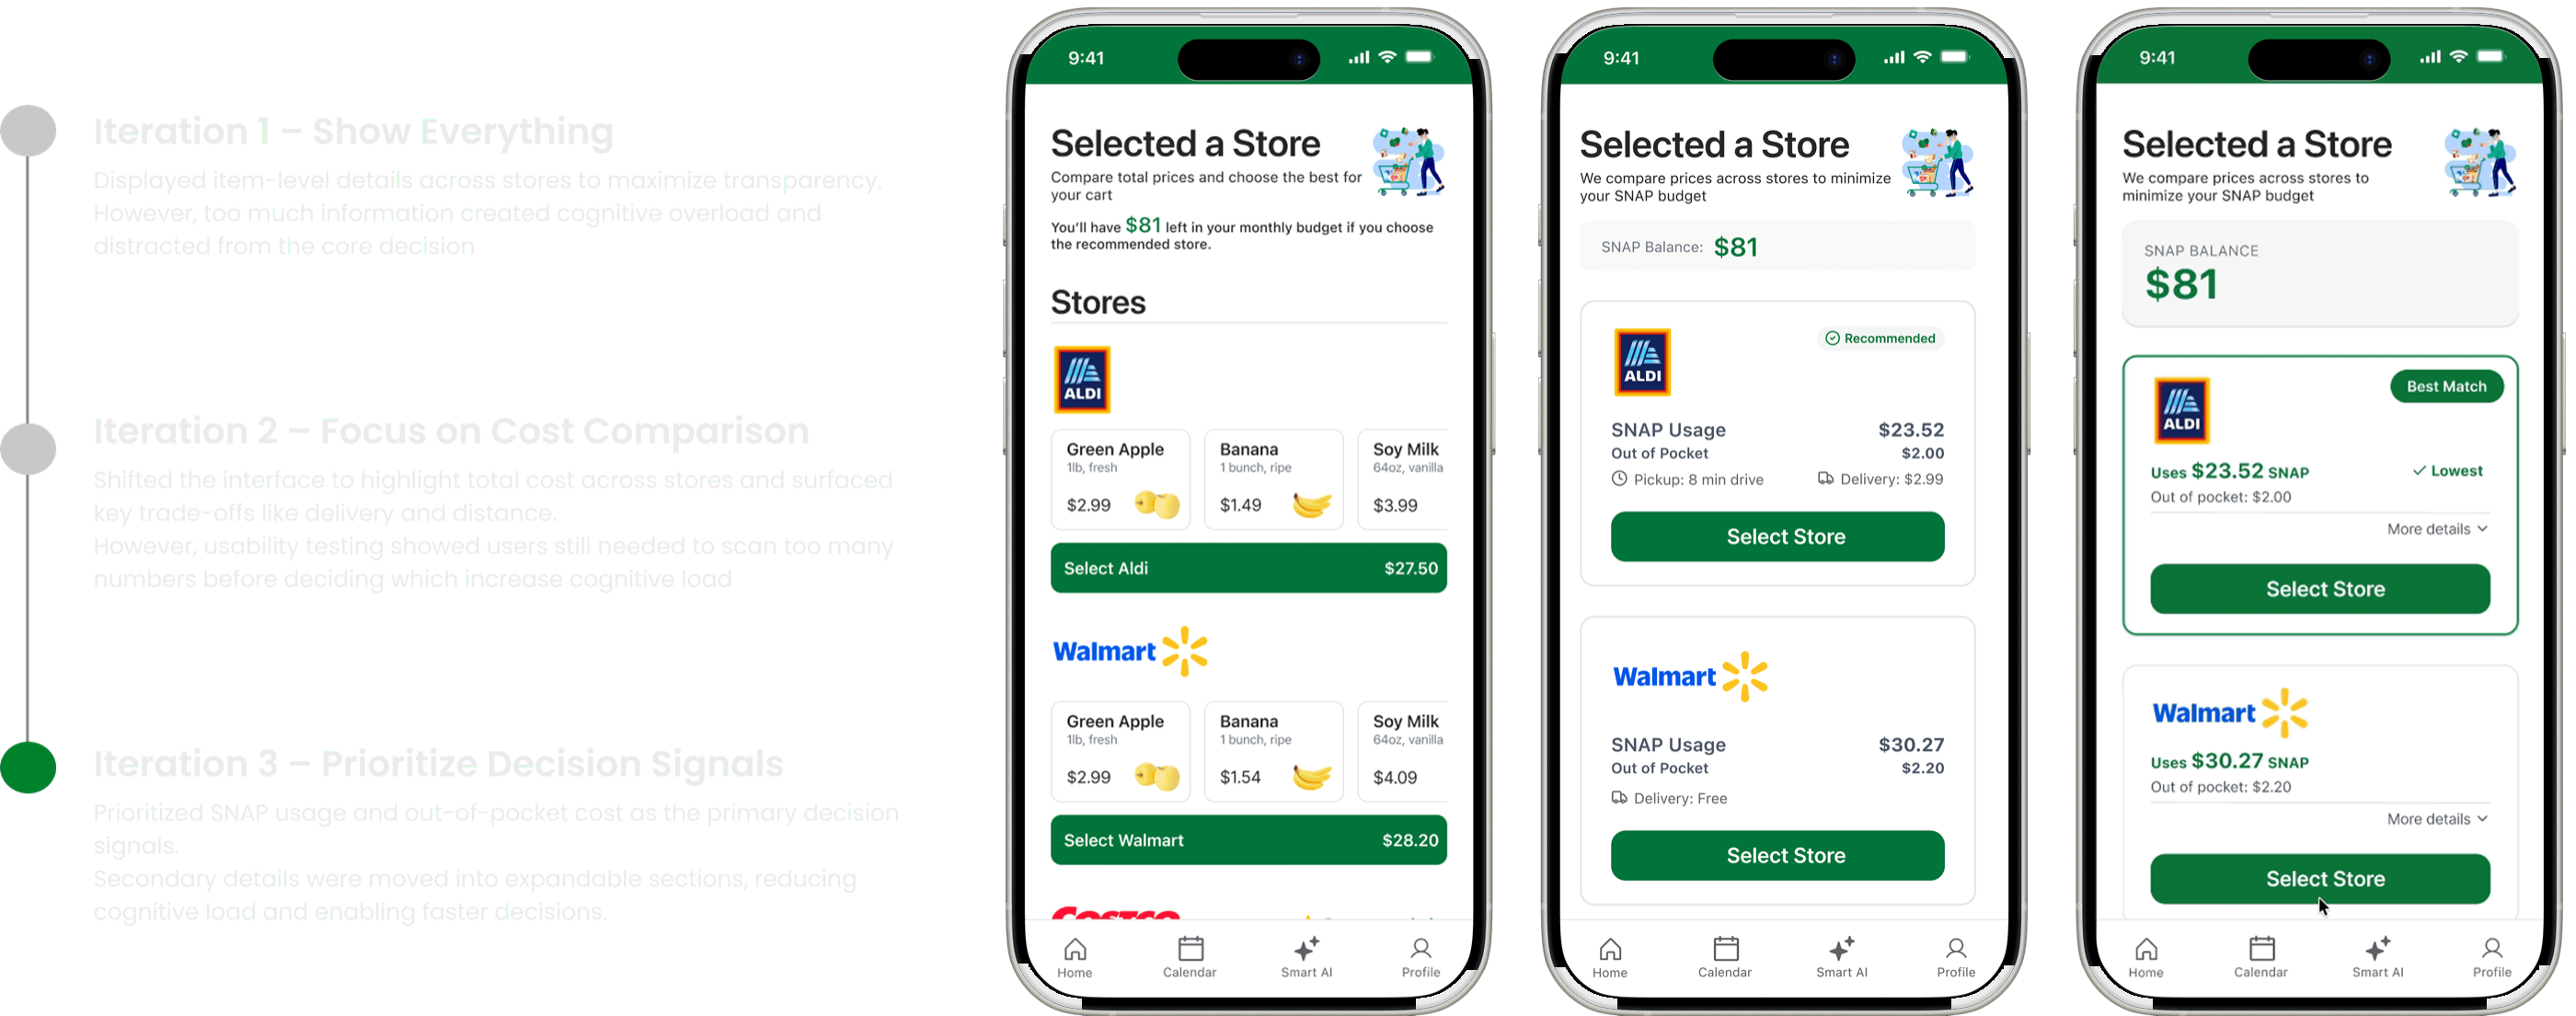 Iteration 1 – Show Everything
Displayed item-level details across stores to maximize transparency.
However, too much information created cognitive overload and
distracted from the core decision
Iteration 2 – Focus on Cost Comparison
Shifted the interface to highlight total cost across stores and surfaced
key trade-offs like delivery and distance.
However, usability testing showed users still needed to scan too many
numbers before deciding which increase cognitive load
Iteration 3 – Prioritize Decision Signals
Prioritized SNAP usage and out-of-pocket cost as the primary decision
signals.
Secondary details were moved into expandable sections, reducing
cognitive load and enabling faster decisions.
9:41
Selected a Store
Compare total prices and choose the best for
your cart
You'll have $81 left in your monthly budget if you choose
the recommended store.
Stores
ALDI
Green Apple
1lb, fresh
$2.99
Banana
1 bunch, ripe
$1.49
Soy Milk
64oz, vanilla
$3.99
Select Aldi $27.50
Walmart
Green Apple
1lb, fresh
$2.99
Banana
1 bunch, ripe
$1.54
Soy Milk
64oz, vanilla
$4.09
Select Walmart $28.20
Costco
Home Calendar Smart AI Profile
9:41
Selected a Store
We compare prices across stores to minimize
your SNAP budget
SNAP Balance: $81
ALDI
Recommended
SNAP Usage $23.52
Out of Pocket $2.00
Pickup: 8 min drive Delivery: $2.99
Select Store
Walmart
SNAP Usage $30.27
Out of Pocket $2.20
Delivery: Free
Select Store
Home Calendar Smart AI Profile
9:41
Selected a Store
We compare prices across stores to
minimize your SNAP budget
SNAP BALANCE
$81
Best Match
ALDI
Uses $23.52 SNAP Lowest
Out of pocket: $2.00
More details
Select Store
Walmart
Uses $30.27 SNAP
Out of pocket: $2.20
More details
Select Store
Home Calendar Smart AI Profile